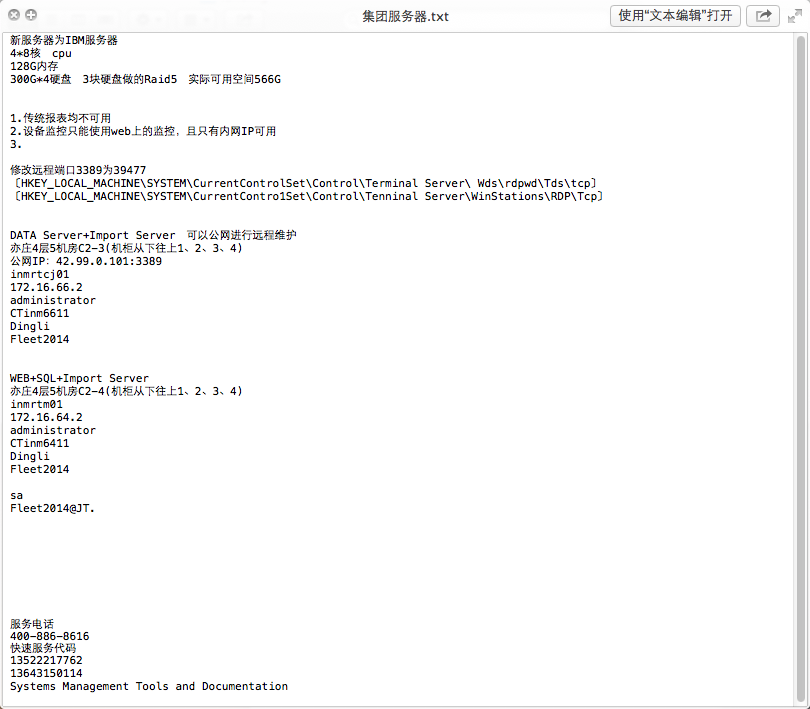 集团服务器.txt
使用“文本编辑”打开
新服务器为IBM服务器
4*8核 cpu
128G内存
300G*4硬盘 3块硬盘做的Raid5 实际可用空间566G
1.传统报表均不可用
2.设备监控只能使用web上的监控，且只有内网IP可用
3.
修改远程端口3389为39477
〔HKEY_LOCAL_MACHINE\SYSTEM\CurrentControlSet\Control\Terminal Server\ Wds\rdpwd\Tds\tcp〕
〔HKEY_LOCAL_MACHINE\SYSTEM\CurrentContro1Set\Control\Tenninal Server\WinStations\RDP\Tcp〕
DATA Server+Import Server 可以公网进行远程维护
亦庄4层5机房C2-3(机柜从下往上1、2、3、4)
公网IP：42.99.0.101:3389
inmrtcj01
172.16.66.2
administrator
CTinm6611
Dingli
Fleet2014
WEB+SQL+Import Server
亦庄4层5机房C2-4(机柜从下往上1、2、3、4)
inmrtm01
172.16.64.2
administrator
CTinm6411
Dingli
Fleet2014
sa
Fleet2014@JT.
服务电话
400-886-8616
快速服务代码
13522217762
13643150114
Systems Management Tools and Documentation